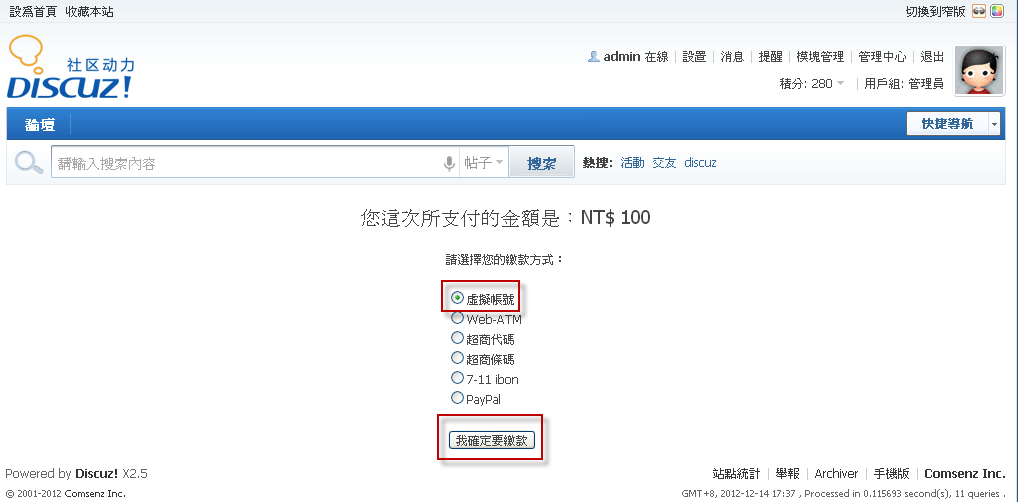 設爲首頁 收藏本站 切換到窄版
社区动力
DISCUZ!
admin 在線 | 設置 | 消息 | 提醒 | 模塊管理 | 管理中心 | 退出
積分: 280 | 用戶組: 管理員
論壇 快捷導航
請輸入搜索內容 帖子 搜索 熱搜: 活動 交友 discuz
您這次所支付的金額是：NT$ 100
請選擇您的繳款方式：
虛擬帳號
Web-ATM
超商代碼
超商條碼
7-11 ibon
PayPal
我確定要繳款
Powered by Discuz! X2.5 站點統計 | 舉報 | Archiver | 手機版 | Comsenz Inc.
© 2001-2012 Comsenz Inc. GMT+8, 2012-12-14 17:37 , Processed in 0.115693 second(s), 11 queries .